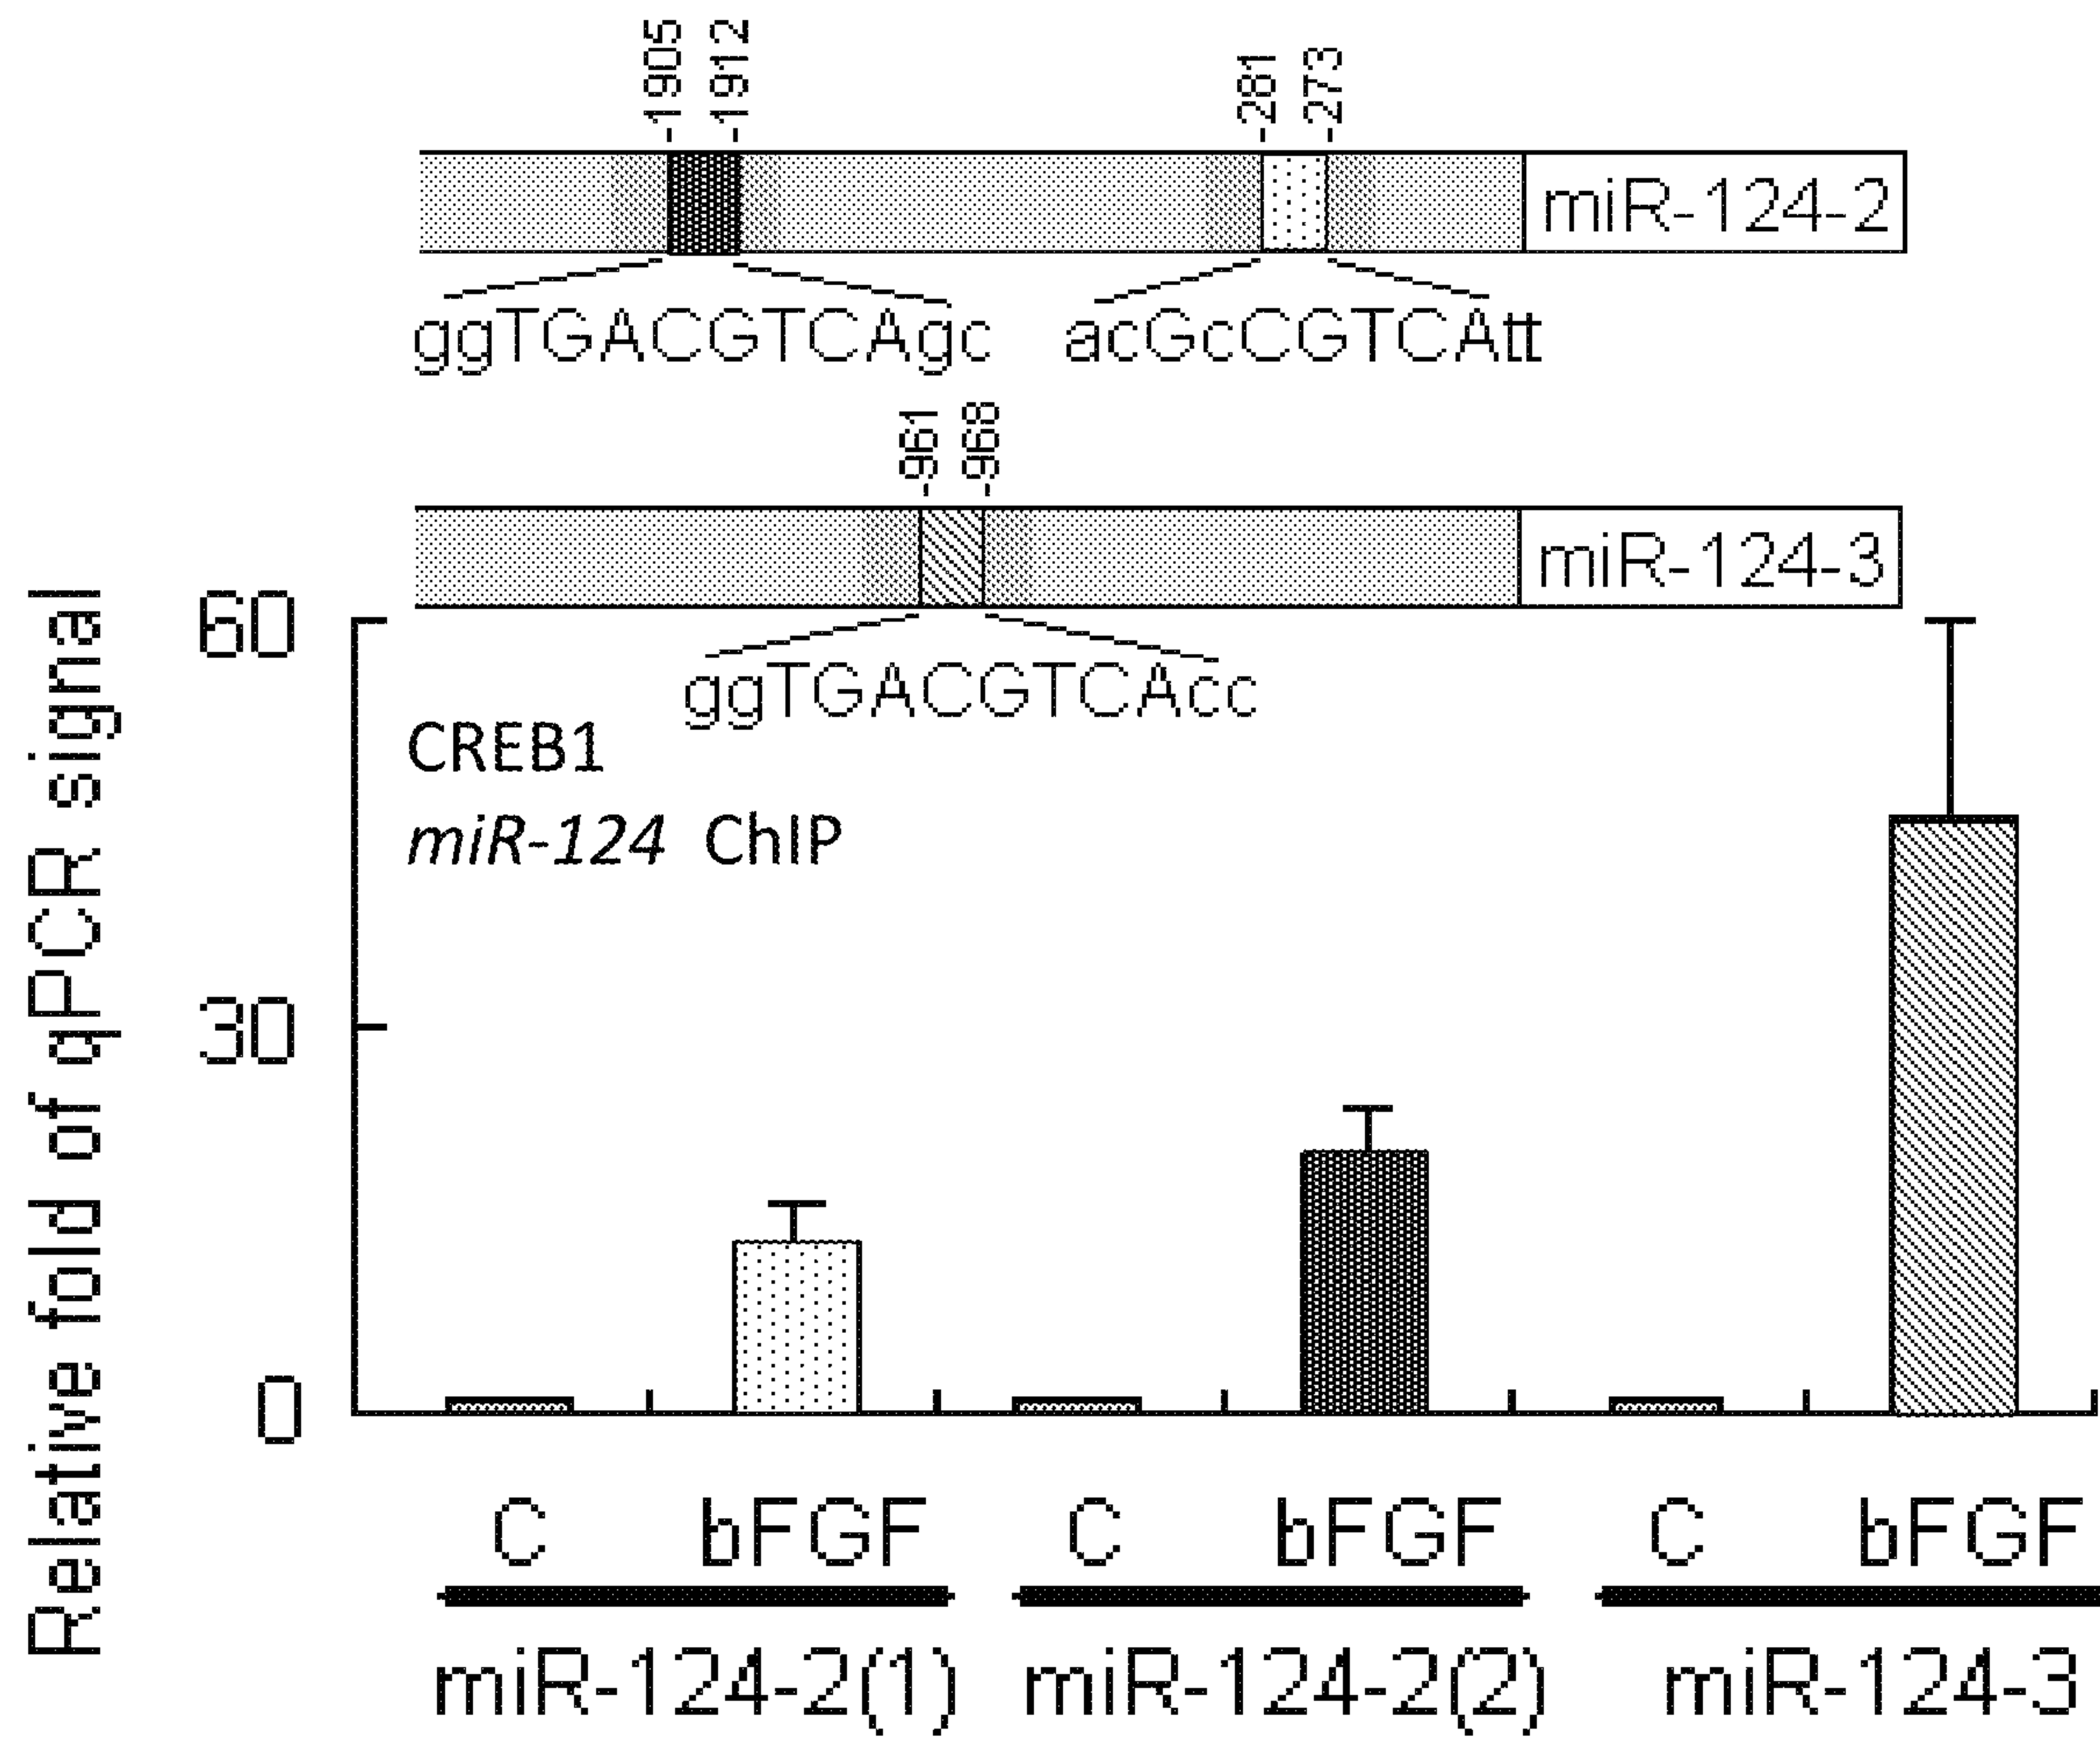 -1905
-1912
-281
-273
miR-124-2
ggTGACGTCAgc
acGcCGTCAtt
-961
-968
miR-124-3
ggTGACGTCAcc
CREB1
miR-124 ChIP
Relative fold of qPCR signal
60
30
0
C bFGF C bFGF C bFGF
miR-124-2(1) miR-124-2(2) miR-124-3